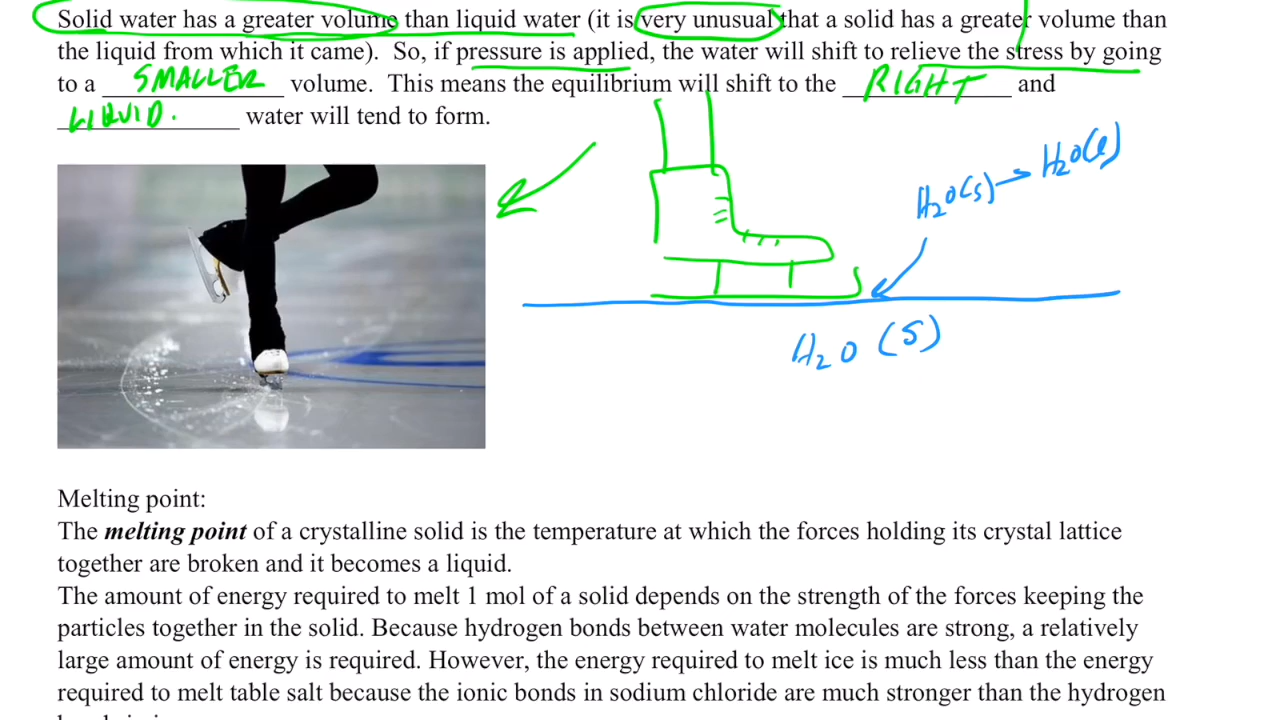 Solid water has a greater volume than liquid water (it is very unusual that a solid has a greater volume than
the liquid from which it came). So, if pressure is applied, the water will shift to relieve the stress by going
to a SMALLER volume. This means the equilibrium will shift to the RIGHT and
LIQUID. water will tend to form.
H₂O(s) → H₂O(l)
H₂O (S)
Melting point:
The melting point of a crystalline solid is the temperature at which the forces holding its crystal lattice
together are broken and it becomes a liquid.
The amount of energy required to melt 1 mol of a solid depends on the strength of the forces keeping the
particles together in the solid. Because hydrogen bonds between water molecules are strong, a relatively
large amount of energy is required. However, the energy required to melt ice is much less than the energy
required to melt table salt because the ionic bonds in sodium chloride are much stronger than the hydrogen